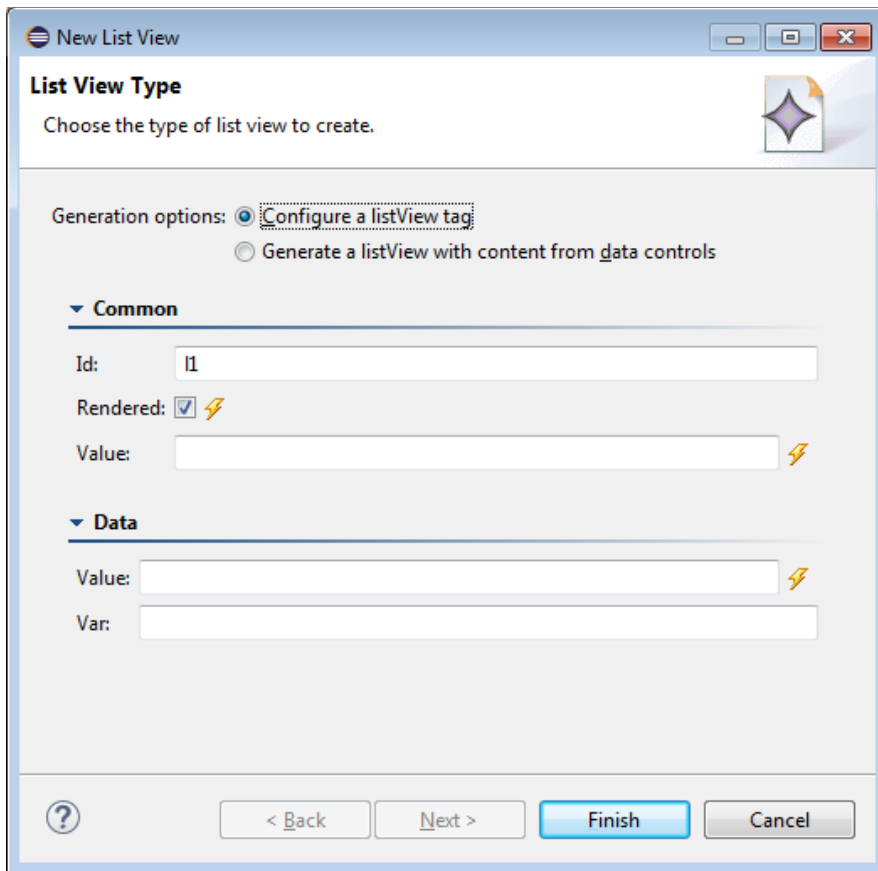 New List View
List View Type
Choose the type of list view to create.
Generation options: Configure a listView tag
Generate a listView with content from data controls
Common
Id: l1
Rendered:
Value:
Data
Value:
Var:
? < Back Next > Finish Cancel